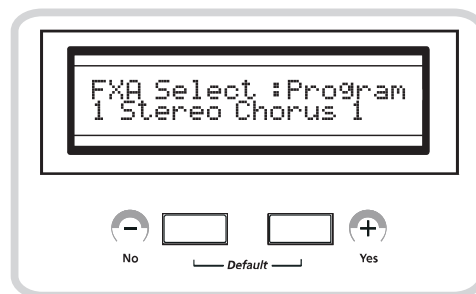 FXA Select :Program
1 Stereo Chorus 1
− +
No Default Yes